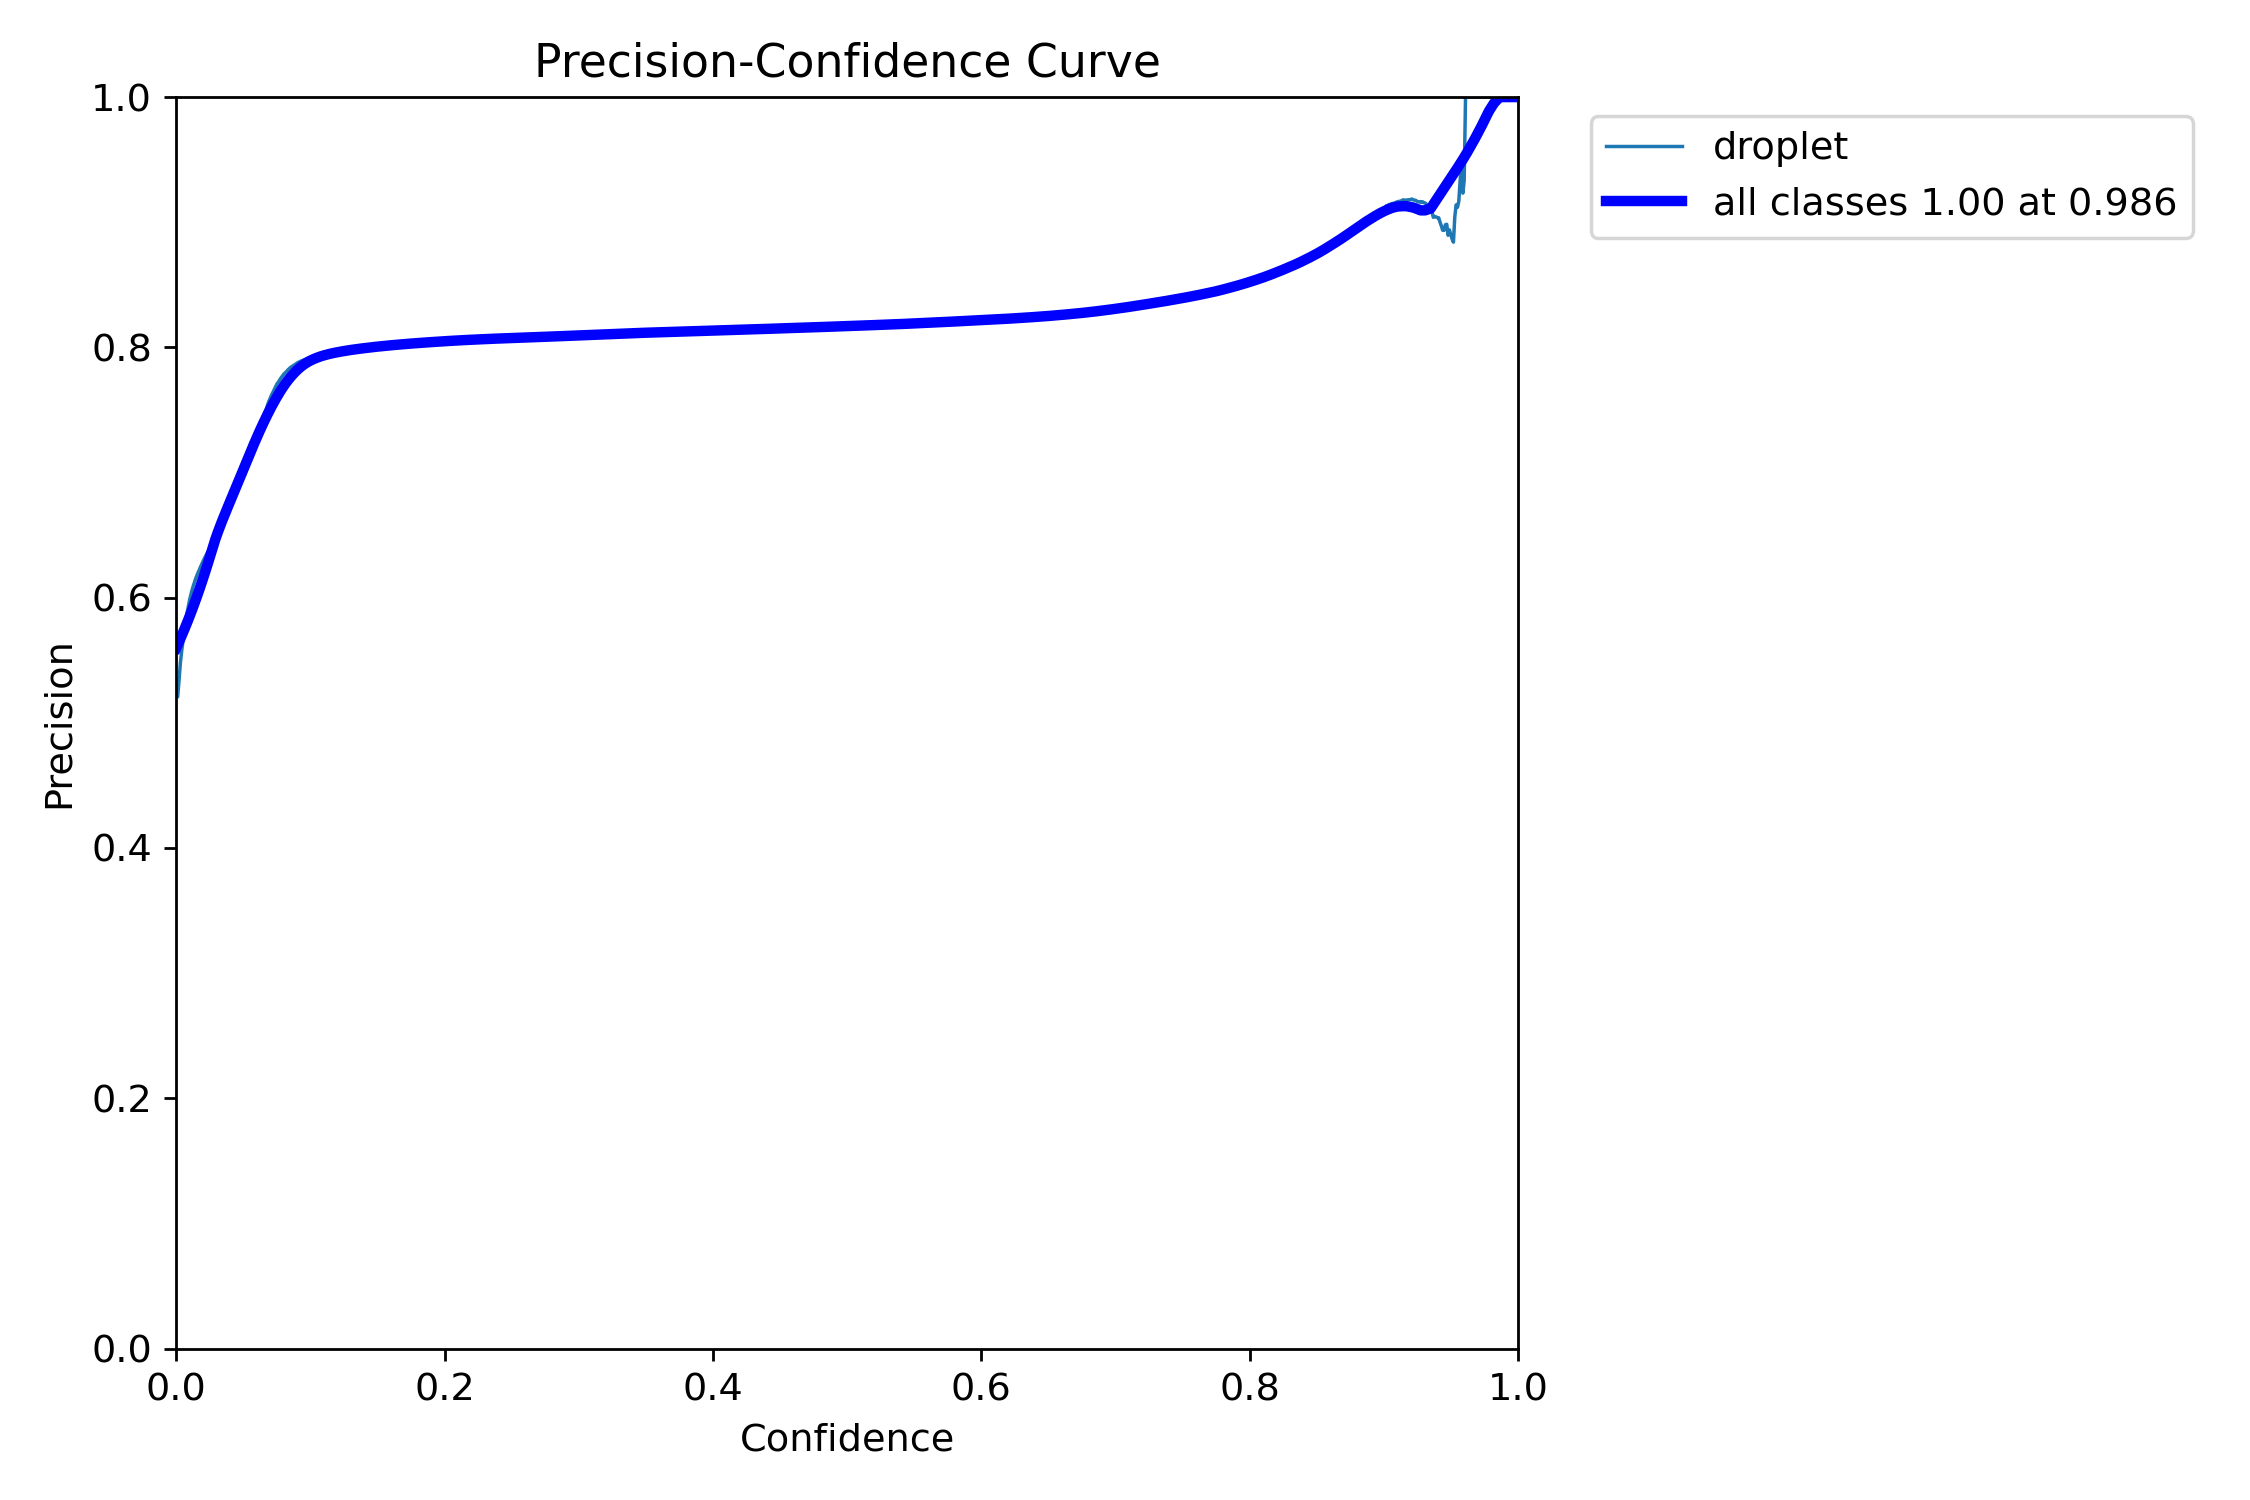 Precision-Confidence Curve
droplet
all classes 1.00 at 0.986
1.0
0.8
0.6
0.4
0.2
0.0
Precision
0.0 0.2 0.4 0.6 0.8 1.0
Confidence